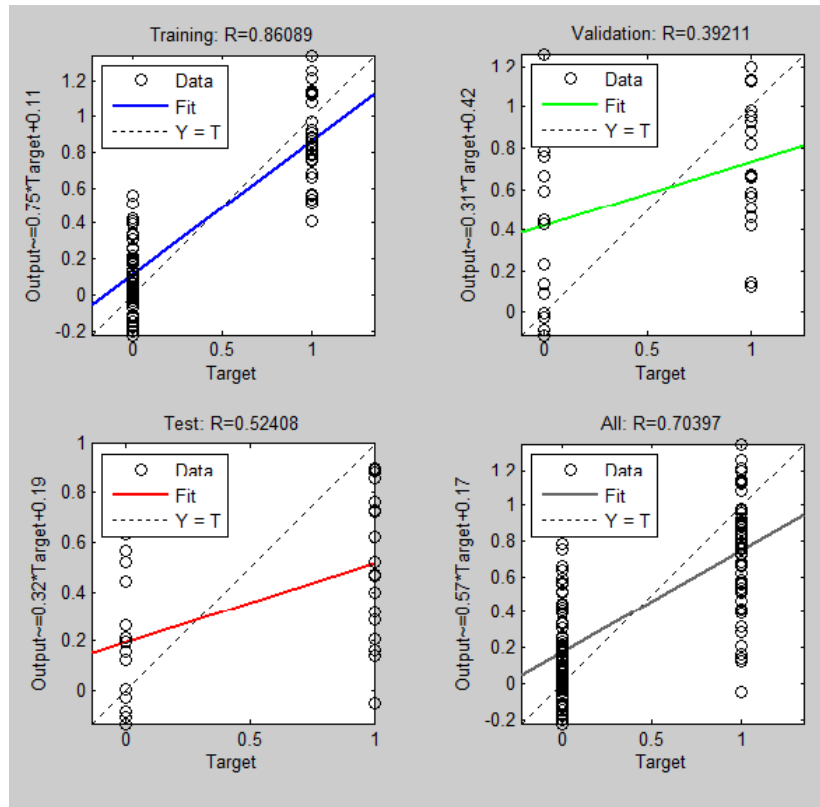 Training: R=0.86089
Output~=0.75*Target+0.11
1.2
1
0.8
0.6
0.4
0.2
0
-0.2
Data
Fit
Y = T
0
0.5
1
Target
Validation: R=0.39211
Output~=0.31*Target+0.42
1.2
1
0.8
0.6
0.4
0.2
0
Data
Fit
Y = T
0
0.5
1
Target
Test: R=0.52408
Output~=0.32*Target+0.19
1
0.8
0.6
0.4
0.2
0
Data
Fit
Y = T
0
0.5
1
Target
All: R=0.70397
Output~=0.57*Target+0.17
1.2
1
0.8
0.6
0.4
0.2
0
-0.2
Data
Fit
Y = T
0
0.5
1
Target